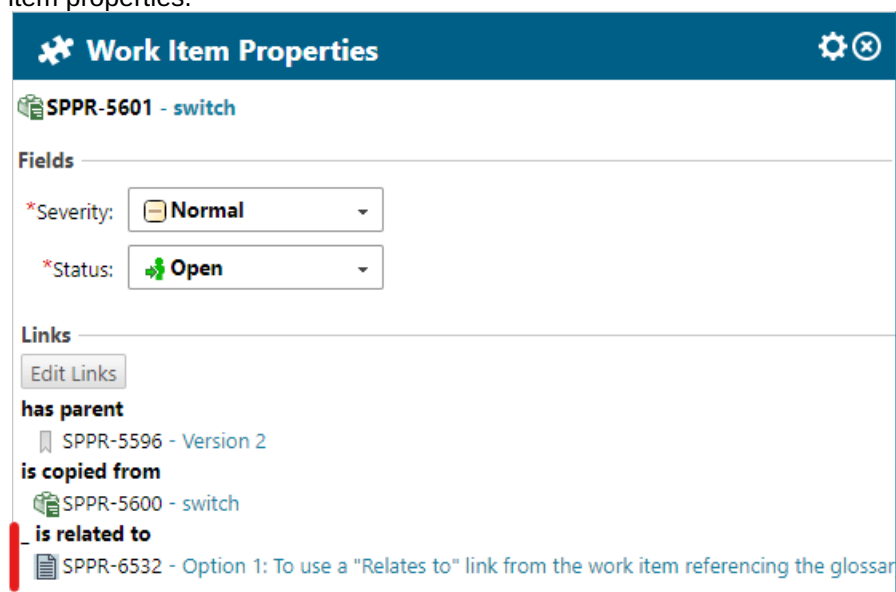 item properties.
Work Item Properties
SPPR-5601 - switch
Fields
*Severity: Normal
*Status: Open
Links
Edit Links
has parent
SPPR-5596 - Version 2
is copied from
SPPR-5600 - switch
_ is related to
SPPR-6532 - Option 1: To use a "Relates to" link from the work item referencing the glossar